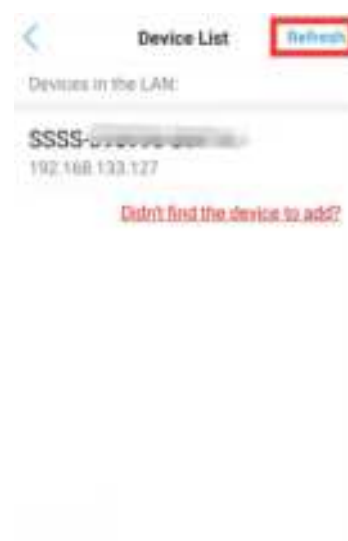 Device List Refresh
Devices in the LAN:
SSSS-
192.168.133.127
Didn't find the device to add?